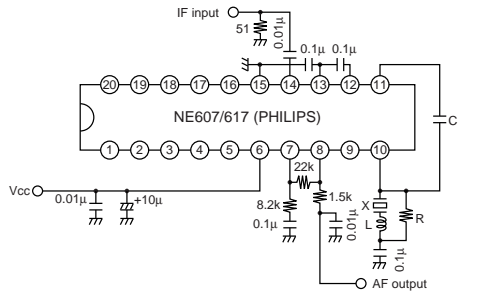 IF input
51
0.01μ
0.1μ
0.1μ
20 19 18 17 16 15 14 13 12 11
NE607/617 (PHILIPS)
C
1 2 3 4 5 6 7 8 9 10
22k
Vcc
0.01μ
+10μ
8.2k
1.5k
0.1μ
0.01μ
X
L
R
0.1μ
AF output